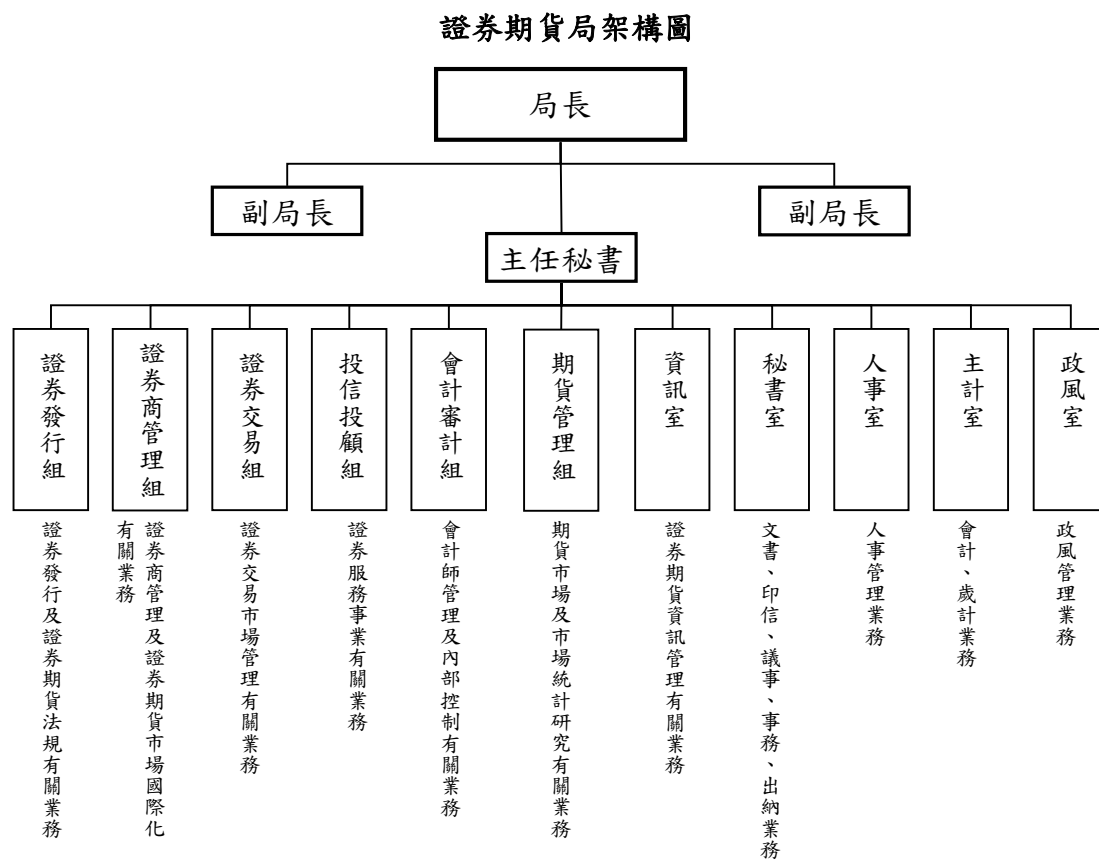 證券期貨局架構圖
局長
副局長
副局長
主任秘書
證券發行組
證券商管理組
證券交易組
投信投顧組
會計審計組
期貨管理組
資訊室
秘書室
人事室
主計室
政風室
證券發行及證券期貨法規有關業務
證券商管理及證券期貨市場國際化
有關業務
證券交易市場管理有關業務
證券服務事業有關業務
會計師管理及內部控制有關業務
期貨市場及市場統計研究有關業務
證券期貨資訊管理有關業務
文書、印信、議事、事務、出納業務
人事管理業務
會計、歲計業務
政風管理業務